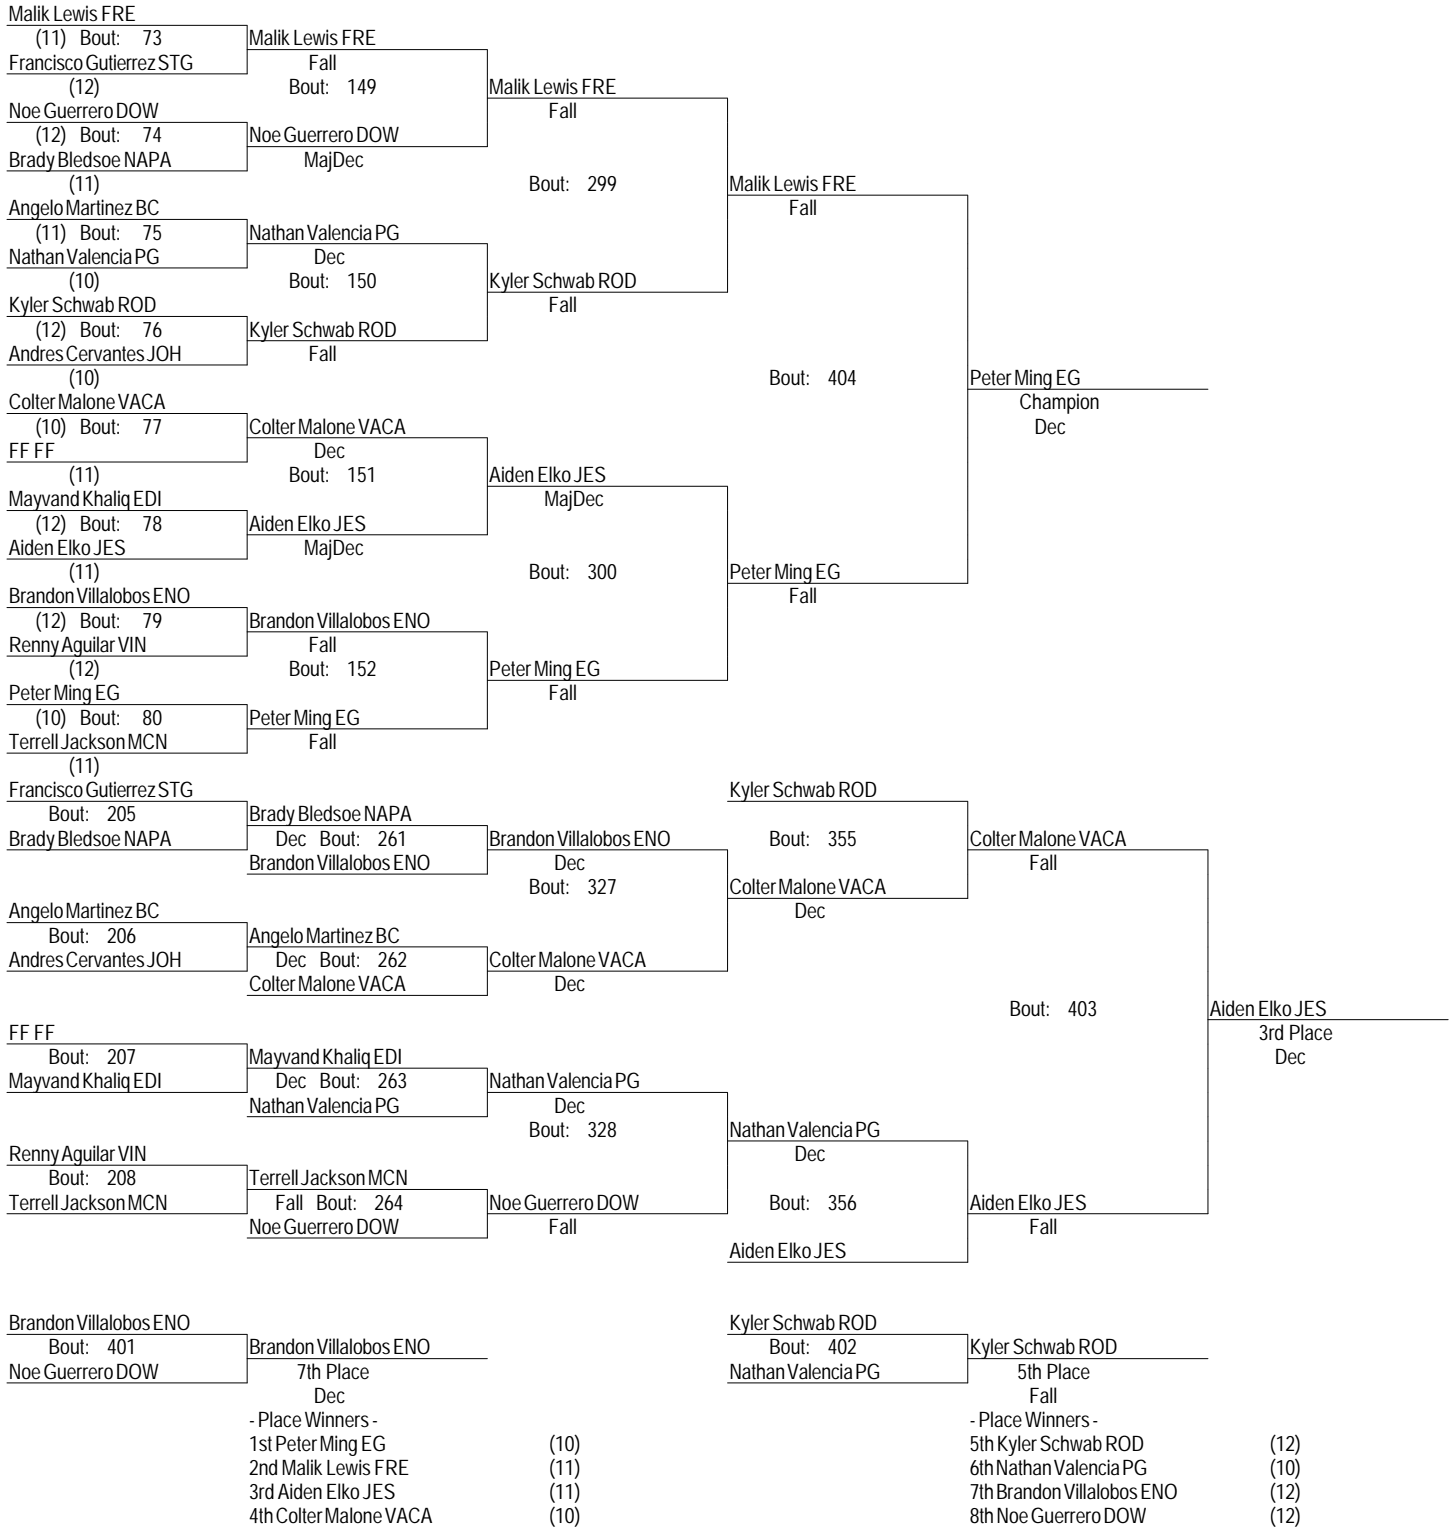 Malik Lewis FRE
(11) Bout: 73 Malik Lewis FRE
Francisco Gutierrez STG Fall
(12) Bout: 149 Malik Lewis FRE
Noe Guerrero DOW Fall
(12) Bout: 74 Noe Guerrero DOW
Brady Bledsoe NAPA MajDec
(11) Bout: 299 Malik Lewis FRE
Angelo Martinez BC Fall
(11) Bout: 75 Nathan Valencia PG
Nathan Valencia PG Dec
(10) Bout: 150 Kyler Schwab ROD
Kyler Schwab ROD Fall
(12) Bout: 76 Kyler Schwab ROD
Andres Cervantes JOH Fall
(10) Bout: 404 Peter Ming EG
Colter Malone VACA Champion
(10) Bout: 77 Colter Malone VACA Dec
FF FF Dec
(11) Bout: 151 Aiden Elko JES
Mayvand Khaliq EDI MajDec
(12) Bout: 78 Aiden Elko JES
Aiden Elko JES MajDec
(11) Bout: 300 Peter Ming EG
Brandon Villalobos ENO Fall
(12) Bout: 79 Brandon Villalobos ENO
Renny Aguilar VIN Fall
(12) Bout: 152 Peter Ming EG
Peter Ming EG Fall
(10) Bout: 80 Peter Ming EG
Terrell Jackson MCN Fall
(11)
Francisco Gutierrez STG Kyler Schwab ROD
Bout: 205 Brady Bledsoe NAPA
Brady Bledsoe NAPA Dec Bout: 261 Brandon Villalobos ENO Bout: 355 Colter Malone VACA
Brandon Villalobos ENO Dec Fall
Bout: 327 Colter Malone VACA
Angelo Martinez BC Dec
Bout: 206 Angelo Martinez BC
Andres Cervantes JOH Dec Bout: 262 Colter Malone VACA
Colter Malone VACA Dec
Bout: 403 Aiden Elko JES
FF FF 3rd Place
Bout: 207 Mayvand Khaliq EDI Dec
Mayvand Khaliq EDI Dec Bout: 263 Nathan Valencia PG
Nathan Valencia PG Dec
Bout: 328 Nathan Valencia PG
Renny Aguilar VIN Dec
Bout: 208 Terrell Jackson MCN
Terrell Jackson MCN Fall Bout: 264 Noe Guerrero DOW Bout: 356 Aiden Elko JES
Noe Guerrero DOW Fall Fall
Aiden Elko JES
Brandon Villalobos ENO Kyler Schwab ROD
Bout: 401 Brandon Villalobos ENO Bout: 402 Kyler Schwab ROD
Noe Guerrero DOW 7th Place Nathan Valencia PG 5th Place
Dec Fall
- Place Winners - - Place Winners -
1st Peter Ming EG (10) 5th Kyler Schwab ROD (12)
2nd Malik Lewis FRE (11) 6th Nathan Valencia PG (10)
3rd Aiden Elko JES (11) 7th Brandon Villalobos ENO (12)
4th Colter Malone VACA (10) 8th Noe Guerrero DOW (12)